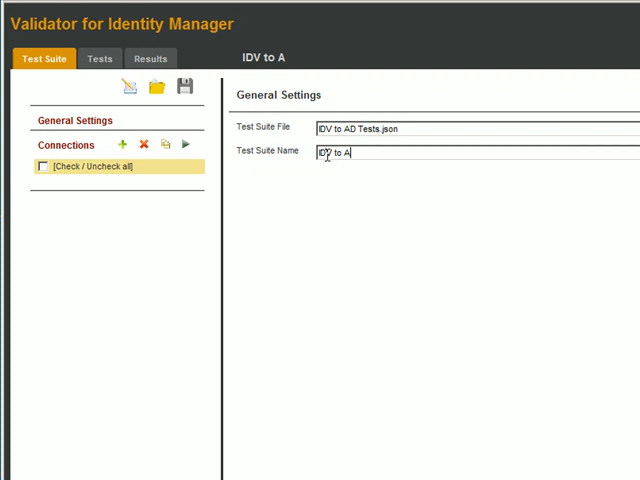 Validator for Identity Manager
Test Suite
Tests
Results
IDV to A
General Settings
Connections
[Check / Uncheck all]
General Settings
Test Suite File
IDV to AD Tests.json
Test Suite Name
IDV to A